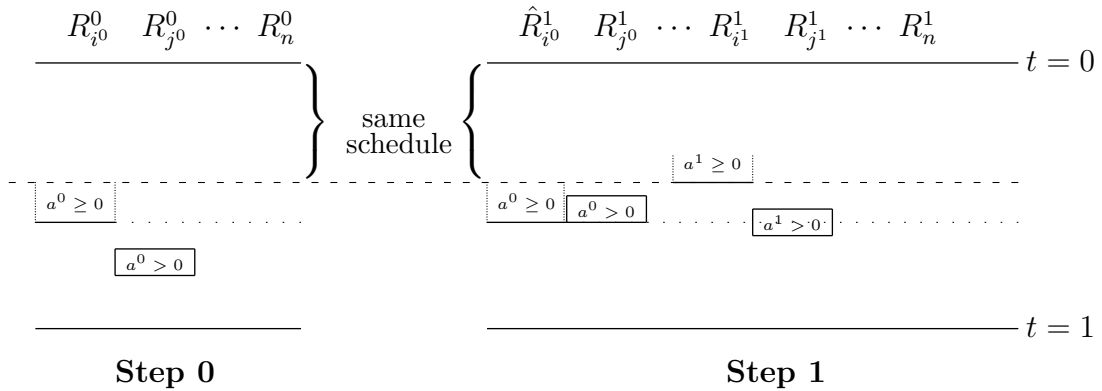 R^0_{i^0} R^0_{j^0} ⋯ R^0_n
R̂^1_{i^0} R^1_{j^0} ⋯ R^1_{i^1} R^1_{j^1} ⋯ R^1_n
t = 0
same
schedule
a^1 ≥ 0
a^0 ≥ 0
a^0 ≥ 0
a^0 > 0
a^1 > 0
a^0 > 0
t = 1
Step 0
Step 1